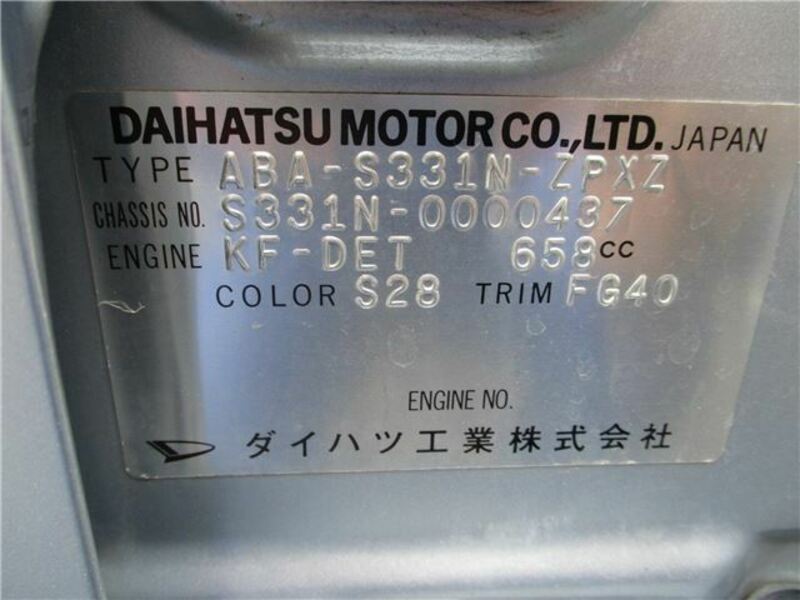 DAIHATSU MOTOR CO., LTD. JAPAN
TYPE ABA-S331N-ZPXZ
CHASSIS NO. S331N-0000437
ENGINE KF-DET 658CC
COLOR S28 TRIM FG40
ENGINE NO.
ダイハツ工業株式会社